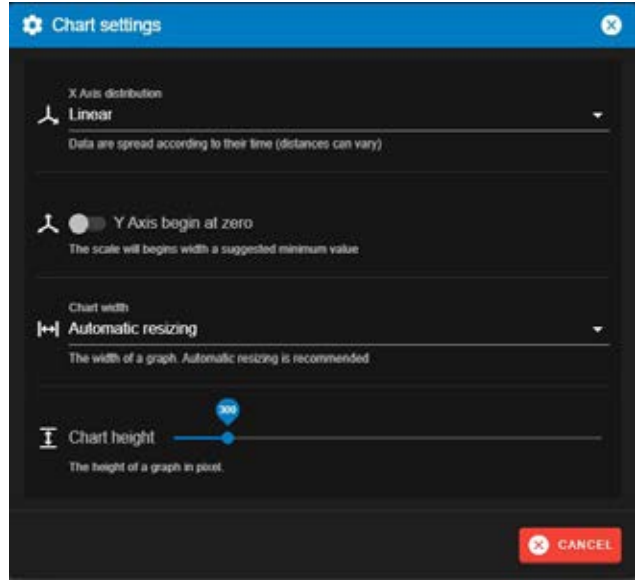 Chart settings
X Axis distribution
Linear
Data are spread according to their time (distances can vary)
Y Axis begin at zero
The scale will begins width a suggested minimum value
Chart width
Automatic resizing
The width of a graph. Automatic resizing is recommended
300
Chart height
The height of a graph in pixel.
CANCEL